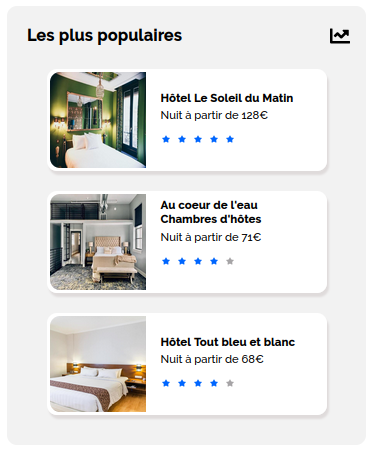 Les plus populaires
Hôtel Le Soleil du Matin
Nuit à partir de 128€
Au coeur de l'eau
Chambres d'hôtes
Nuit à partir de 71€
Hôtel Tout bleu et blanc
Nuit à partir de 68€